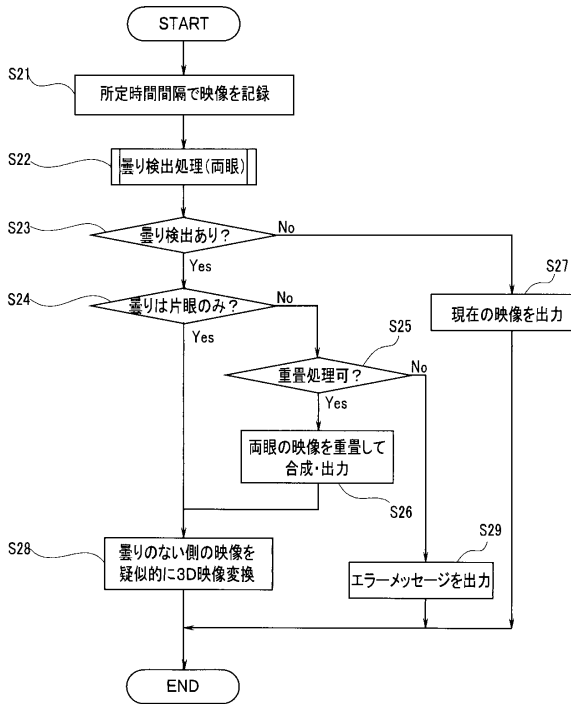 START
S21
所定時間間隔で映像を記録
S22
曇り検出処理(両眼)
S23
曇り検出あり？
No
Yes
S27
現在の映像を出力
S24
曇りは片眼のみ？
No
Yes
S25
重畳処理可？
No
Yes
両眼の映像を重畳して
合成・出力
S26
S28
曇りのない側の映像を
疑似的に3D映像変換
S29
エラーメッセージを出力
END